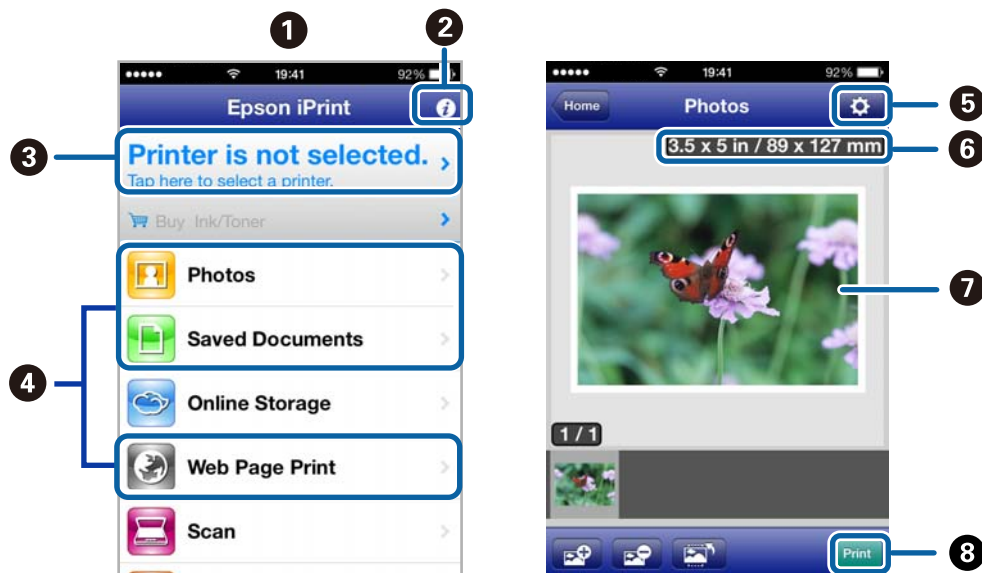 1
2
19:41
92%
Epson iPrint
3
Printer is not selected.
Tap here to select a printer.
Buy Ink/Toner
Photos
Saved Documents
4
Online Storage
Web Page Print
Scan
19:41
92%
Home
Photos
5
3.5 x 5 in / 89 x 127 mm
6
7
1 / 1
Print
8